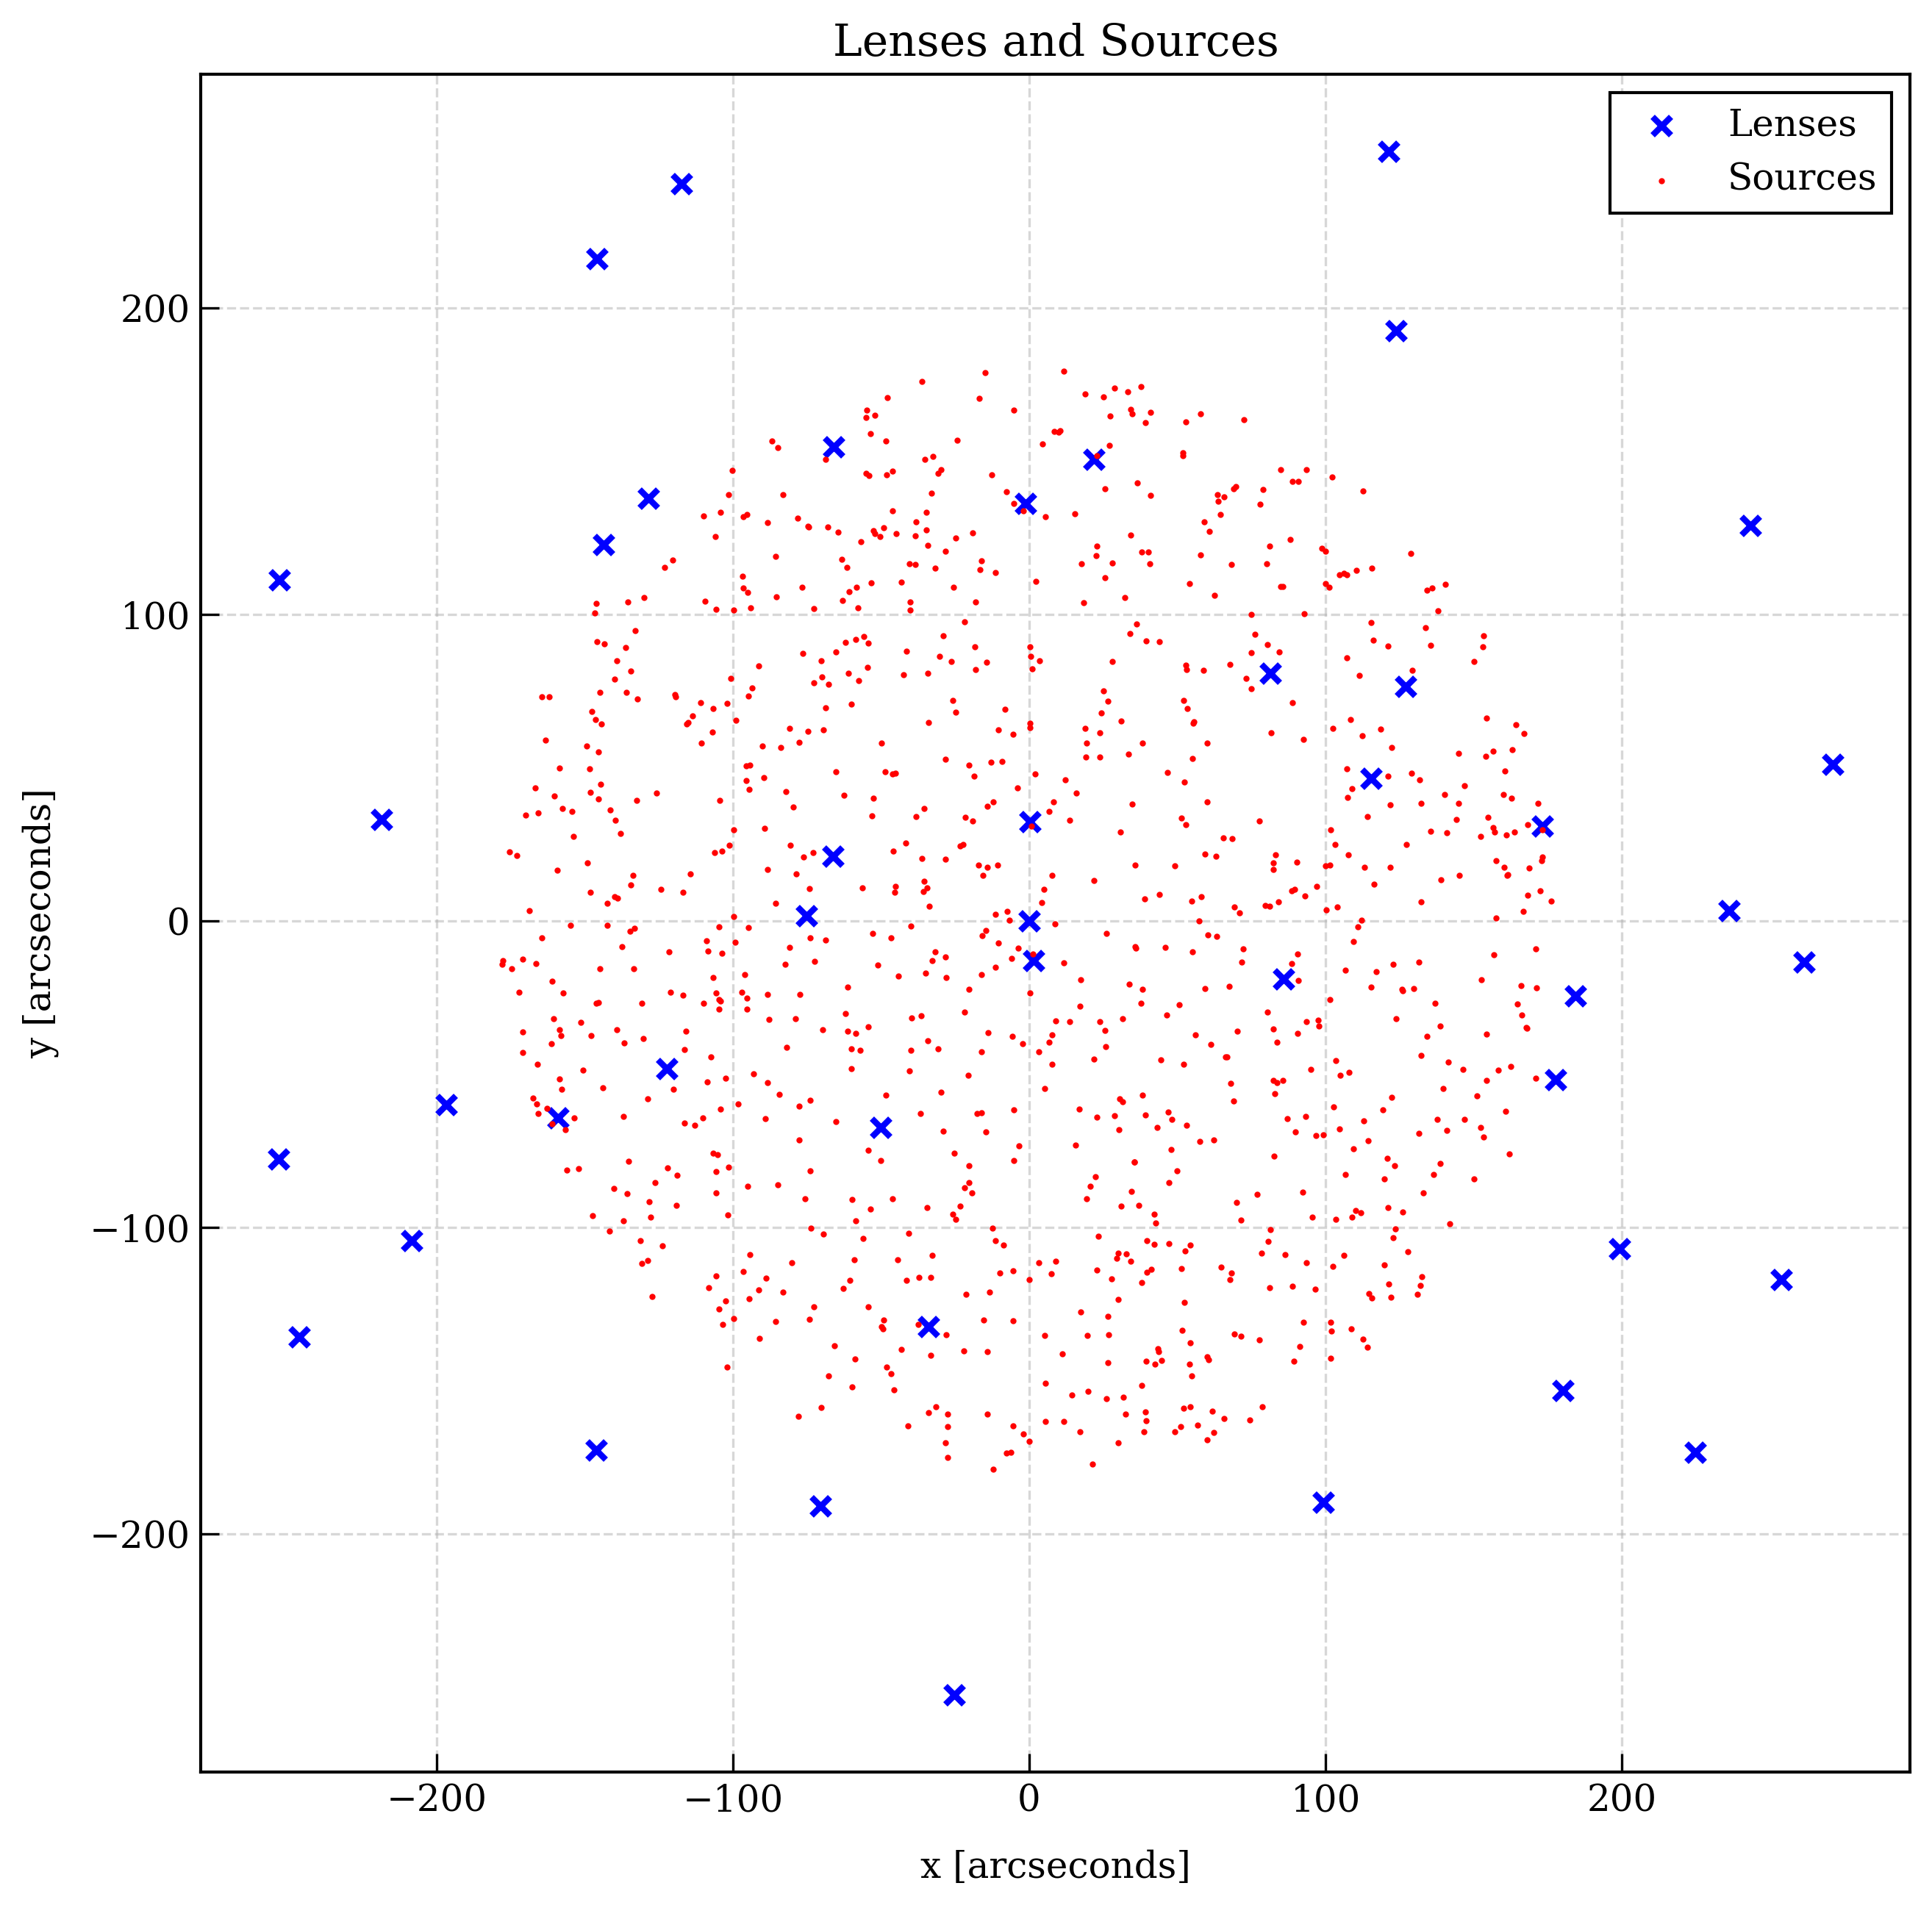 Lenses and Sources
Lenses
Sources
200
100
0
−100
−200
y [arcseconds]
−200 −100 0 100 200
x [arcseconds]